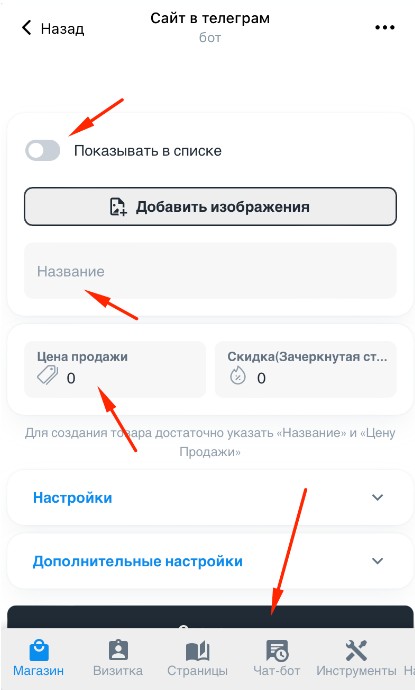 Назад
Сайт в телеграм
бот
Показывать в списке
Добавить изображения
Название
Цена продажи
0
Скидка(Зачеркнутая ст...
0
Для создания товара достаточно указать «Название» и «Цену
Продажи»
Настройки
Дополнительные настройки
Магазин
Визитка
Страницы
Чат-бот
Инструменты
На